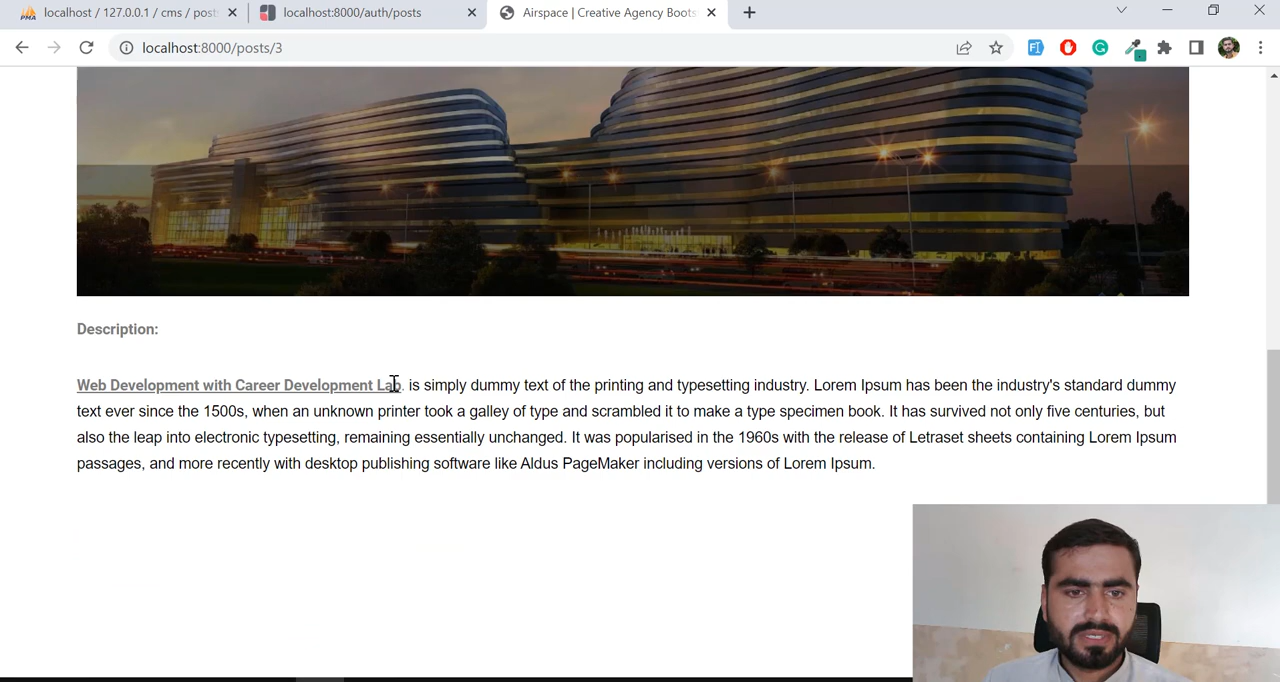 localhost / 127.0.0.1 / cms / post
localhost:8000/auth/posts
Airspace | Creative Agency Boots
localhost:8000/posts/3
Description:
Web Development with Career Development Lab. is simply dummy text of the printing and typesetting industry. Lorem Ipsum has been the industry's standard dummy
text ever since the 1500s, when an unknown printer took a galley of type and scrambled it to make a type specimen book. It has survived not only five centuries, but
also the leap into electronic typesetting, remaining essentially unchanged. It was popularised in the 1960s with the release of Letraset sheets containing Lorem Ipsum
passages, and more recently with desktop publishing software like Aldus PageMaker including versions of Lorem Ipsum.